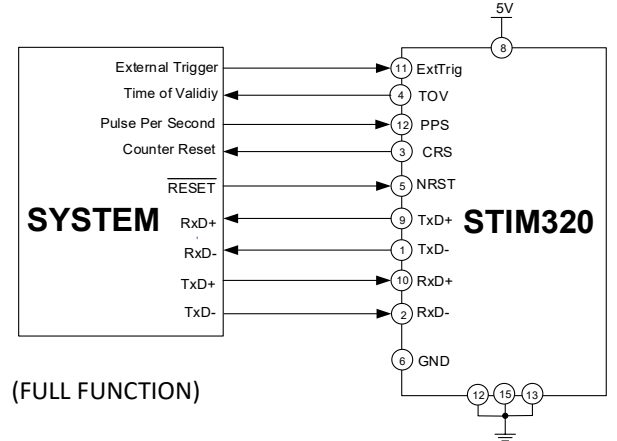 5V
8
External Trigger
11 ExtTrig
Time of Validiy
4 TOV
Pulse Per Second
12 PPS
Counter Reset
3 CRS
RESET
5 NRST
SYSTEM
STIM320
RxD+
9 TxD+
RxD-
1 TxD-
TxD+
10 RxD+
TxD-
2 RxD-
6 GND
(FULL FUNCTION)
12 15 13